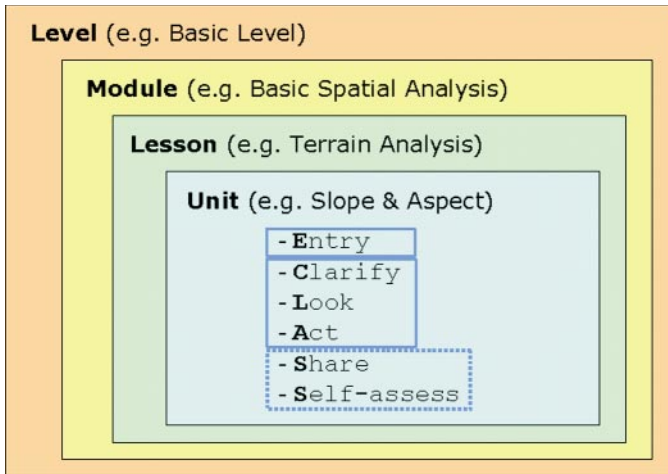 Level (e.g. Basic Level)
Module (e.g. Basic Spatial Analysis)
Lesson (e.g. Terrain Analysis)
Unit (e.g. Slope & Aspect)
-Entry
-Clarify
-Look
-Act
-Share
-Self-assess